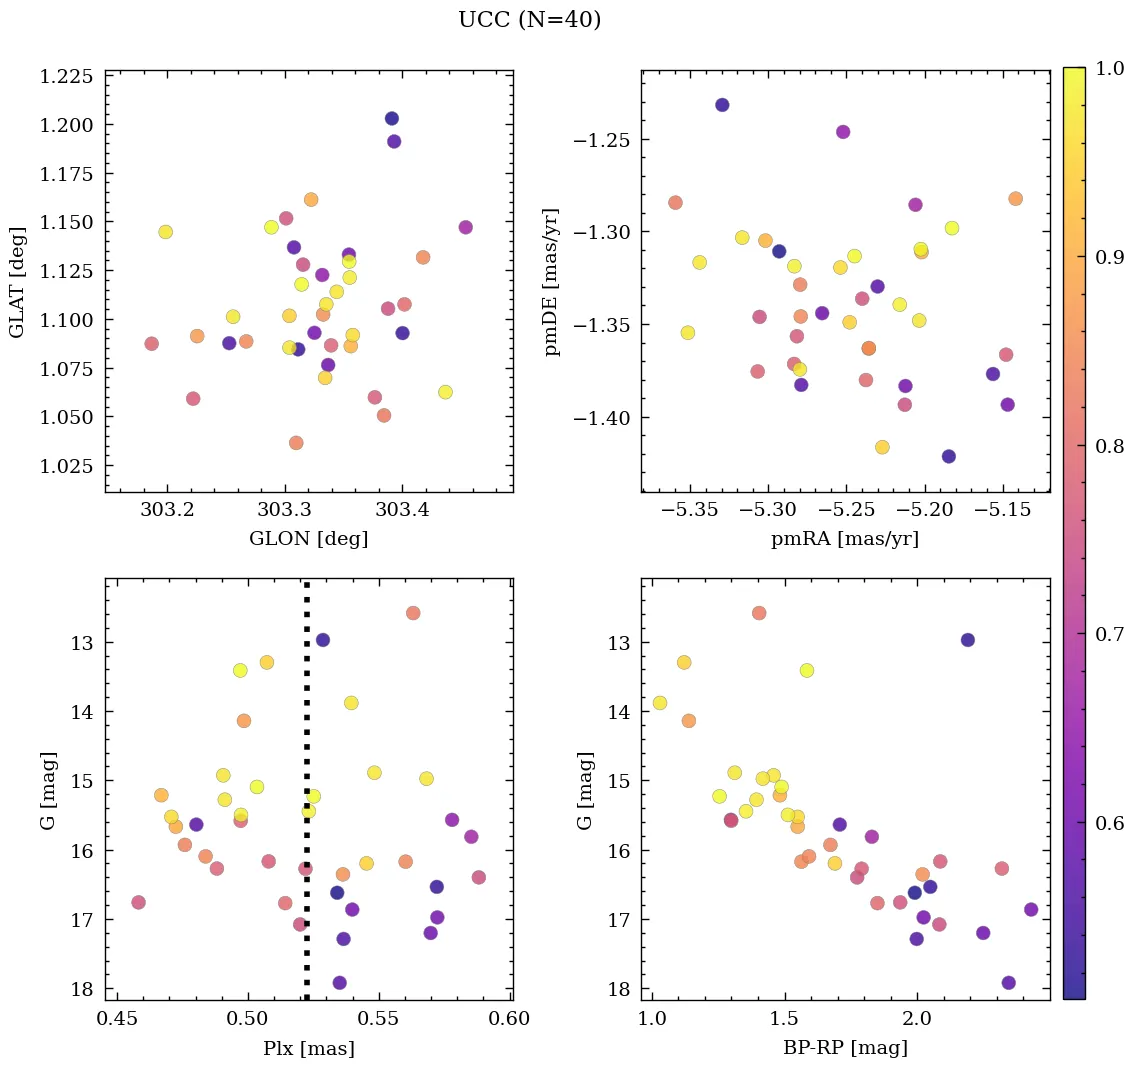 UCC (N=40)
1.225
1.200
1.175
1.150
1.125
1.100
1.075
1.050
1.025
GLAT [deg]
303.2 303.3 303.4
GLON [deg]
−1.25
−1.30
−1.35
−1.40
pmDE [mas/yr]
−5.35 −5.30 −5.25 −5.20 −5.15
pmRA [mas/yr]
1.0
0.9
0.8
0.7
0.6
13
14
15
16
17
18
G [mag]
0.45 0.50 0.55 0.60
Plx [mas]
13
14
15
16
17
18
G [mag]
1.0 1.5 2.0
BP-RP [mag]